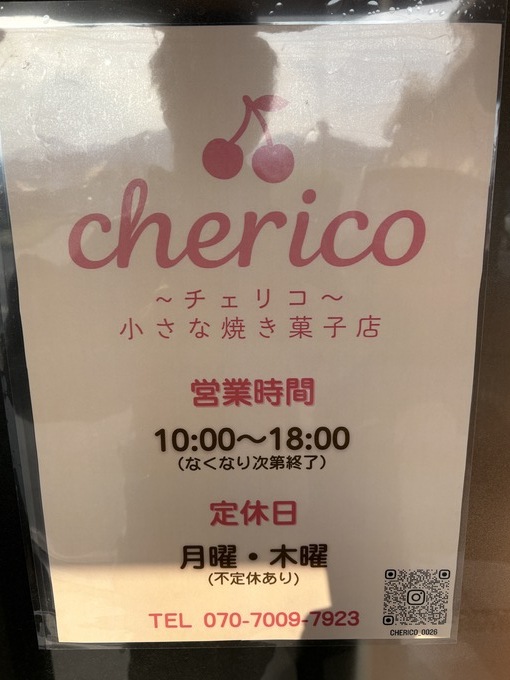 cherico
～チェリコ～
小さな焼き菓子店
営業時間
10:00～18:00
(なくなり次第終了)
定休日
月曜・木曜
(不定休あり)
TEL 070-7009-7923
CHERICO_0026